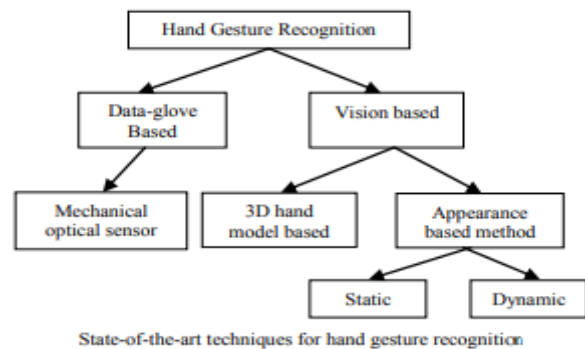 Hand Gesture Recognition
Data-glove
Based
Vision based
Mechanical
optical sensor
3D hand
model based
Appearance
based method
Static
Dynamic
State-of-the-art techniques for hand gesture recognition